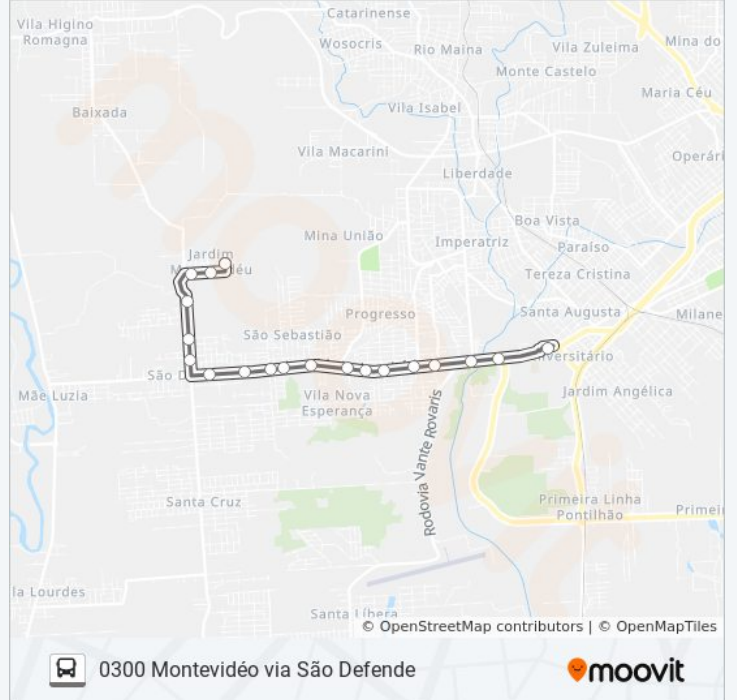 Catarinense
Vila Higino
Romagna
Wosocris
Rio Maina
Vila Zuleima
Mina do
Monte Castelo
Maria Céu
Baixada
Vila Isabel
Vila Macarini
Operári
Liberdade
Boa Vista
Mina União
Imperatriz
Paraíso
Jardim
Tereza Cristina
Progresso
Santa Augusta
Milane
São Sebastião
iversitário
São D
Mãe Luzia
Vila Nova
Esperança
Jardim Angélica
Rodovia Vante Rovaris
Santa Cruz
Primeira Linha
Pontilhão
Primei
la Lourdes
Santa Líbera
© OpenStreetMap contributors | © OpenMapTiles
0300 Montevidéo via São Defende
moovit